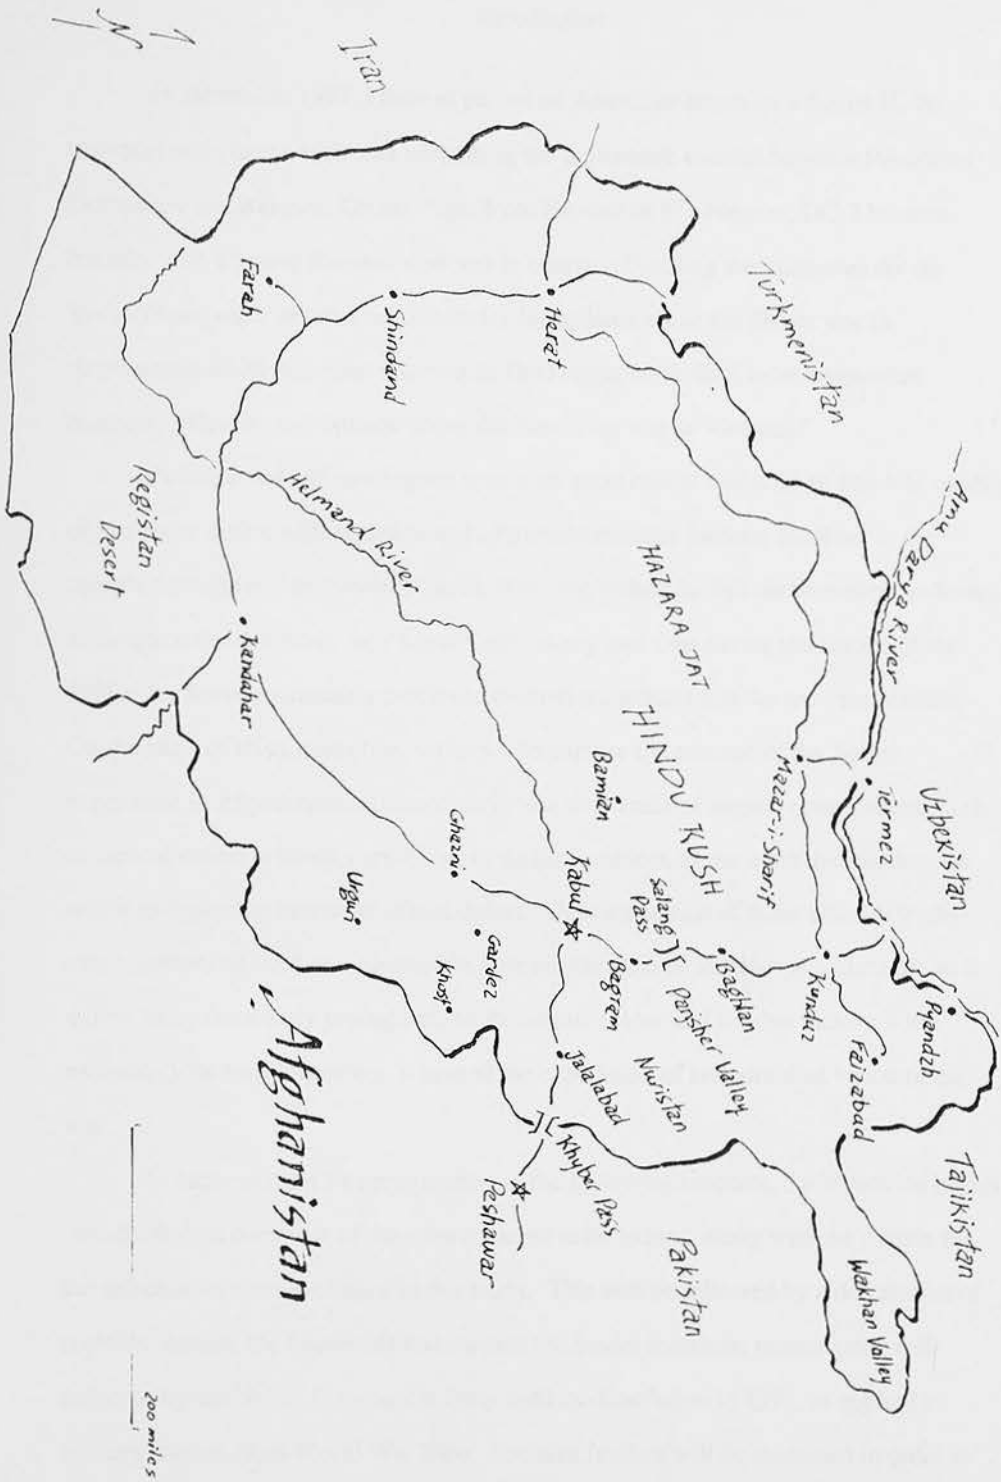 N
Iran
Turkmenistan
Amu Darya River
Uzbekistan
Termez
Pyandzh
Tajikistan
Wakhan Valley
Faizabad
Kunduz
Mazar-i-Sharif
Baghlan
Salang
Pass
Panjsher Valley
HAZARA JAT
HINDU KUSH
Herat
Bamian
Bagram
Nuristan
Kabul
Jalalabad
Khyber Pass
Peshawar
Pakistan
Shindand
Farah
Helmand River
Ghazni
Gardez
Khost
Urgun
Kandahar
Registan
Desert
Afghanistan
200 miles